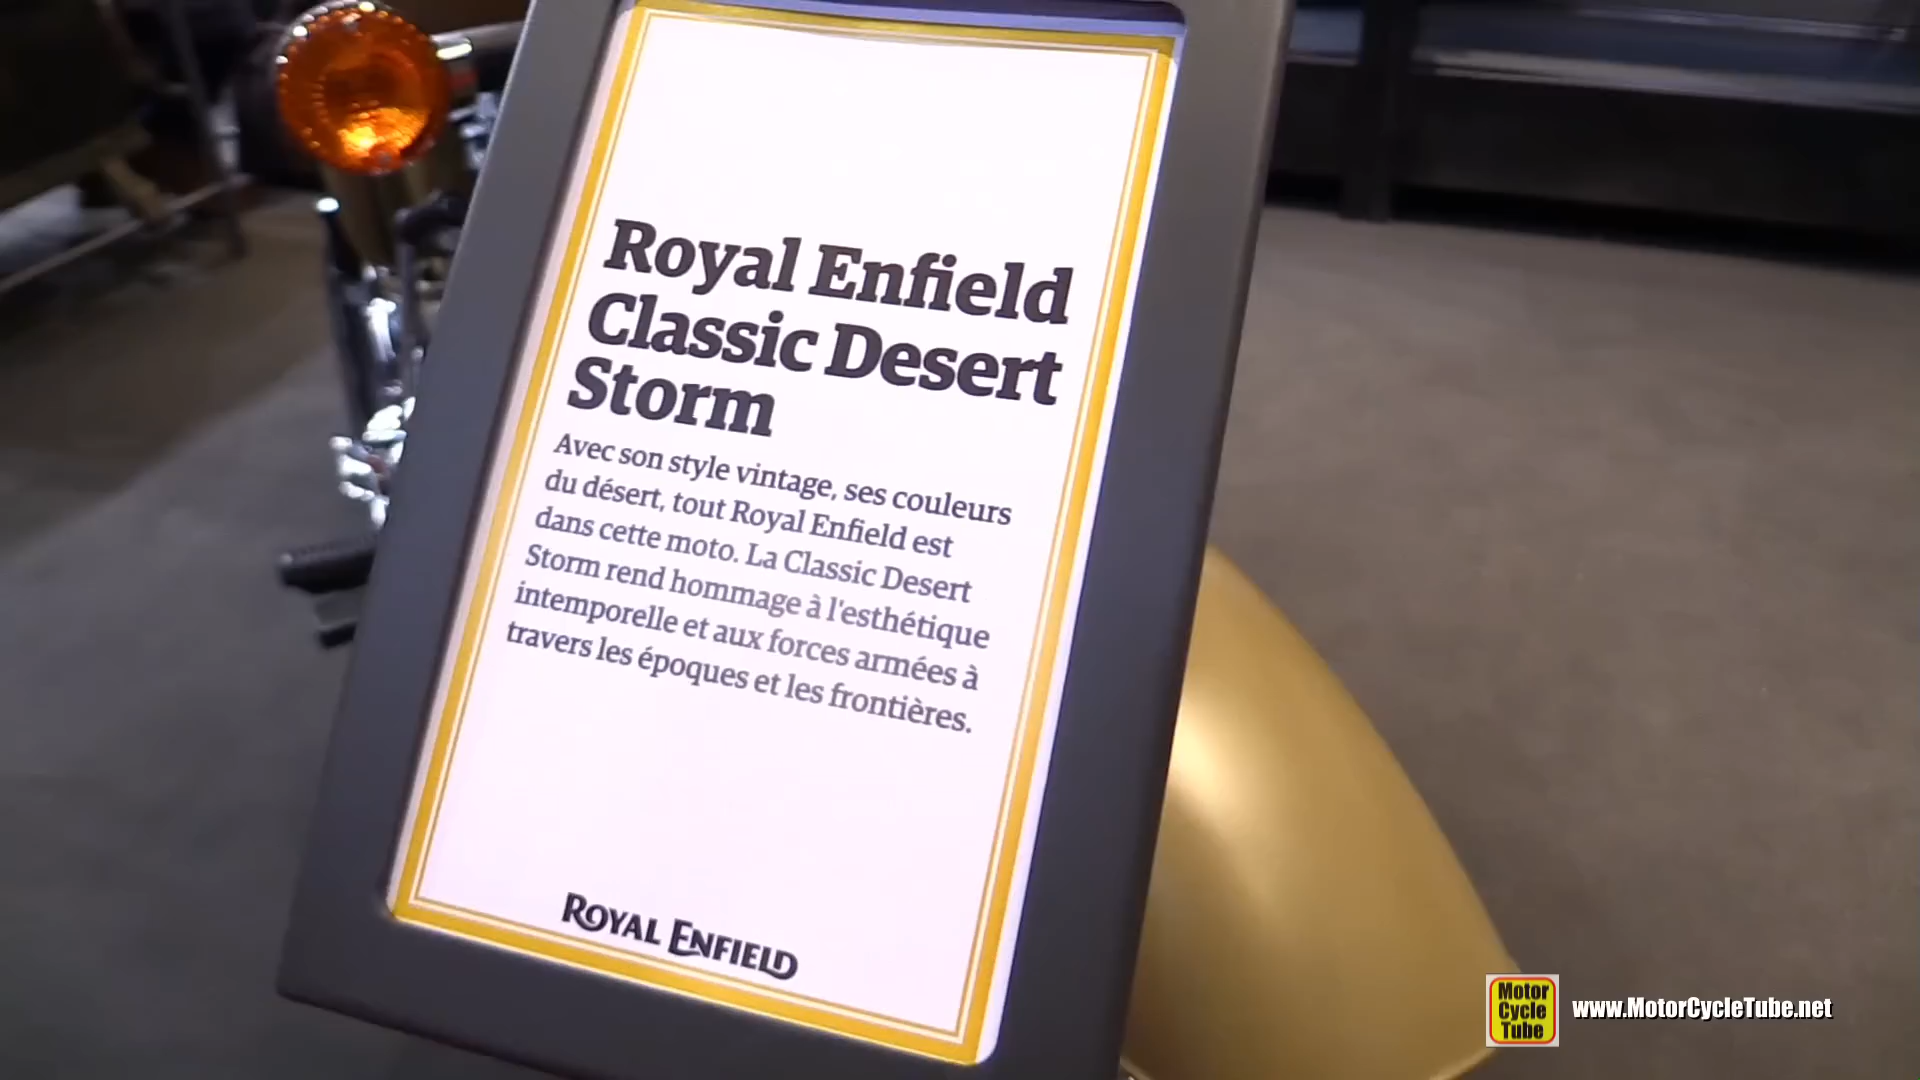 Royal Enfield
Classic Desert
Storm
Avec son style vintage, ses couleurs
du désert, tout Royal Enfield est
dans cette moto. La Classic Desert
Storm rend hommage à l'esthétique
intemporelle et aux forces armées à
travers les époques et les frontières.
ROYAL ENFIELD
Motor
Cycle
Tube
www.MotorCycleTube.net